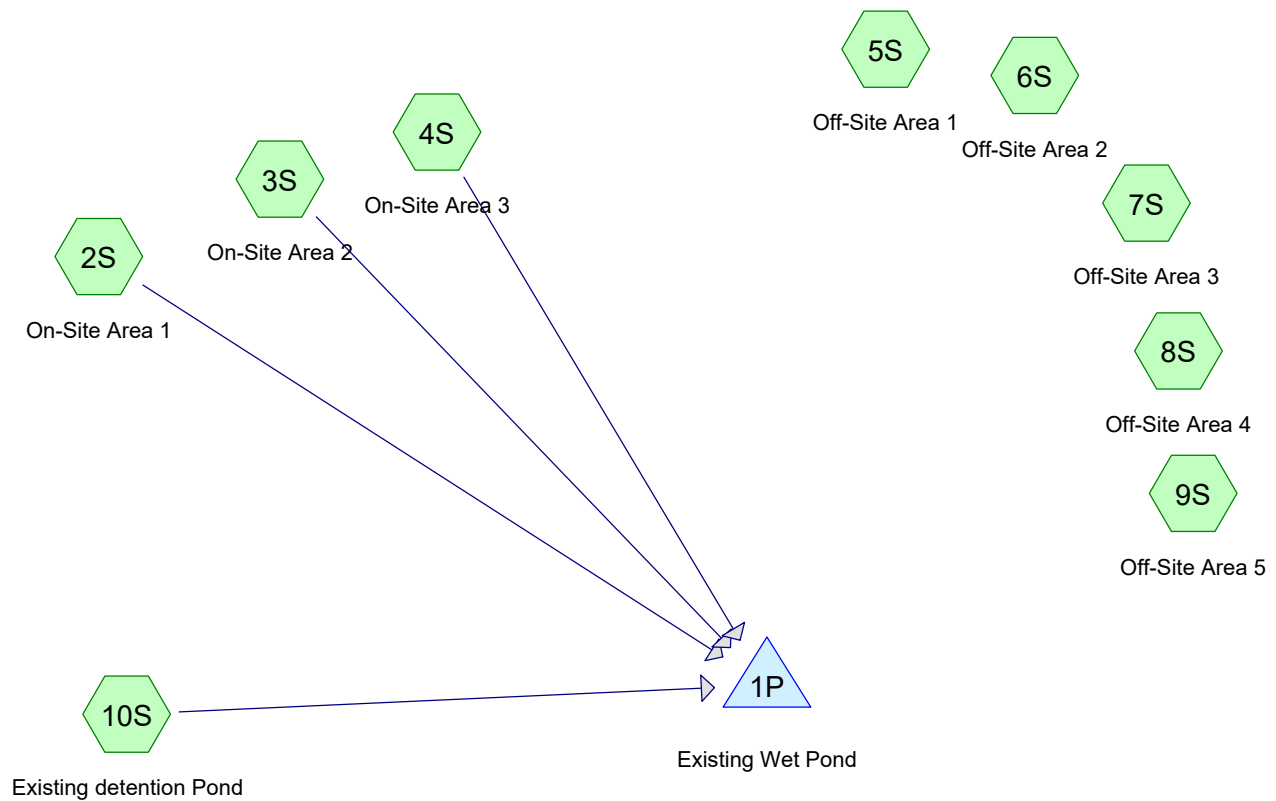 5S
Off-Site Area 1
6S
Off-Site Area 2
4S
On-Site Area 3
3S
On-Site Area 2
2S
On-Site Area 1
7S
Off-Site Area 3
8S
Off-Site Area 4
9S
Off-Site Area 5
1P
Existing Wet Pond
10S
Existing detention Pond